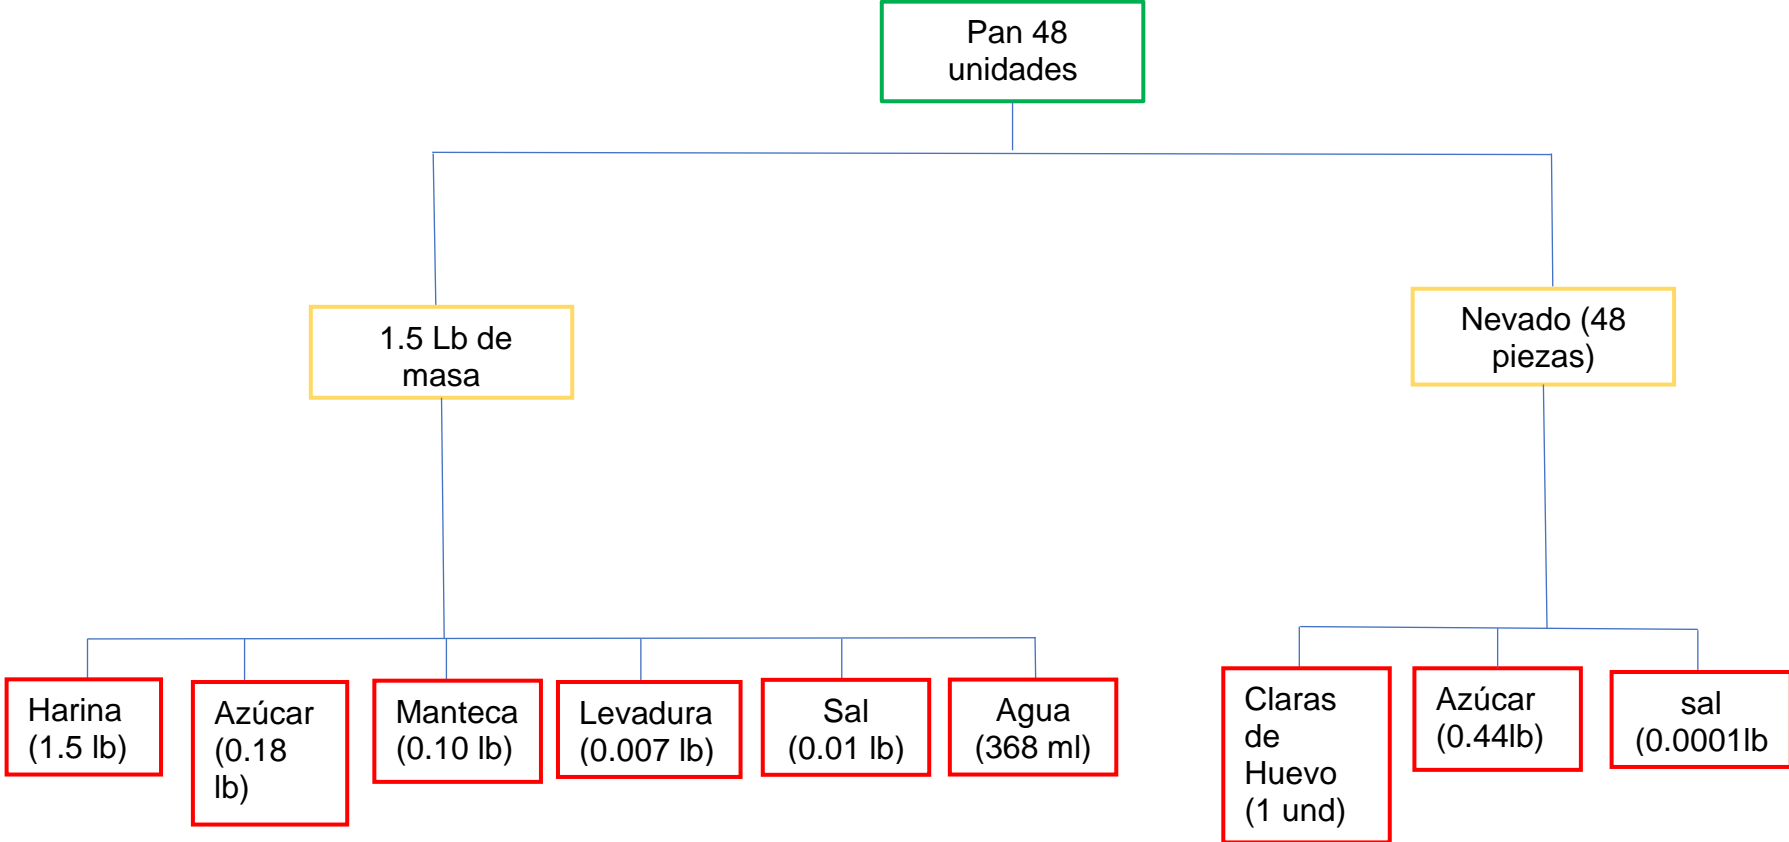 Pan 48
unidades
1.5 Lb de
masa
Nevado (48
piezas)
Harina
(1.5 lb)
Azúcar
(0.18
lb)
Manteca
(0.10 lb)
Levadura
(0.007 lb)
Sal
(0.01 lb)
Agua
(368 ml)
Claras
de
Huevo
(1 und)
Azúcar
(0.44lb)
sal
(0.0001lb